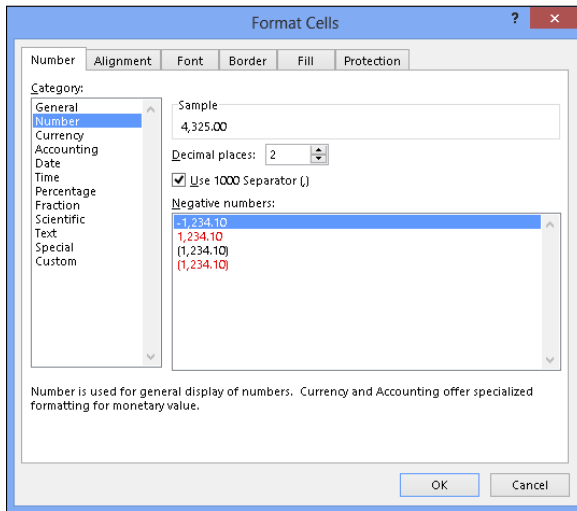 Format Cells
? ×
Number Alignment Font Border Fill Protection
Category:
General
Number
Currency
Accounting
Date
Time
Percentage
Fraction
Scientific
Text
Special
Custom
Sample
4,325.00
Decimal places: 2
Use 1000 Separator (,)
Negative numbers:
-1,234.10
1,234.10
(1,234.10)
(1,234.10)
Number is used for general display of numbers. Currency and Accounting offer specialized
formatting for monetary value.
OK Cancel